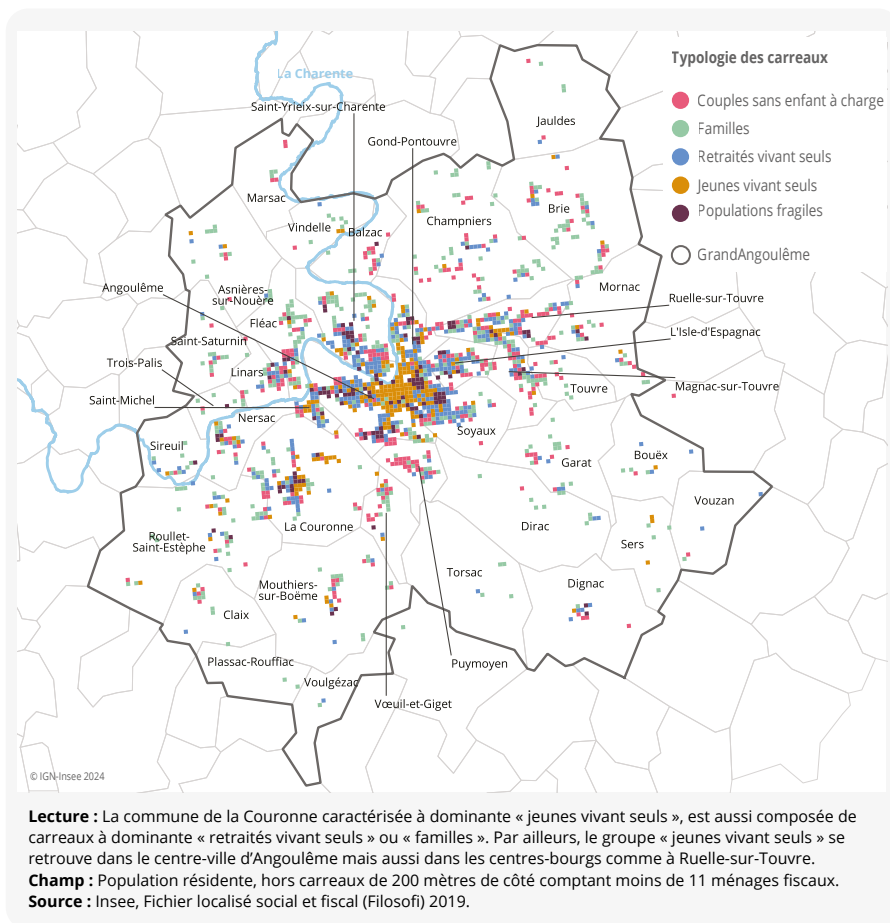 La Charente
Typologie des carreaux
Couples sans enfant à charge
Familles
Retraités vivant seuls
Jeunes vivant seuls
Populations fragiles
GrandAngoulême
Saint-Yrieix-sur-Charente
Gond-Pontouvre
Jauldes
Marsac
Vindelle
Balzac
Champniers
Brie
Angoulême
Asnières-
sur-Nouère
Mornac
Ruelle-sur-Touvre
Fléac
L'Isle-d'Espagnac
Saint-Saturnin
Trois-Palis
Linars
Magnac-sur-Touvre
Touvre
Saint-Michel
Nersac
Soyaux
Sireuil
Garat
Bouëx
Vouzan
La Couronne
Dirac
Roullet-
Saint-Estèphe
Sers
Torsac
Dignac
Mouthiers-
sur-Boëme
Claix
Plassac-Rouffiac
Puymoyen
Voulgézac
Vœuil-et-Giget
© IGN-Insee 2024
Lecture : La commune de la Couronne caractérisée à dominante « jeunes vivant seuls », est aussi composée de
carreaux à dominante « retraités vivant seuls » ou « familles ». Par ailleurs, le groupe « jeunes vivant seuls » se
retrouve dans le centre-ville d'Angoulême mais aussi dans les centres-bourgs comme à Ruelle-sur-Touvre.
Champ : Population résidente, hors carreaux de 200 mètres de côté comptant moins de 11 ménages fiscaux.
Source : Insee, Fichier localisé social et fiscal (Filosofi) 2019.